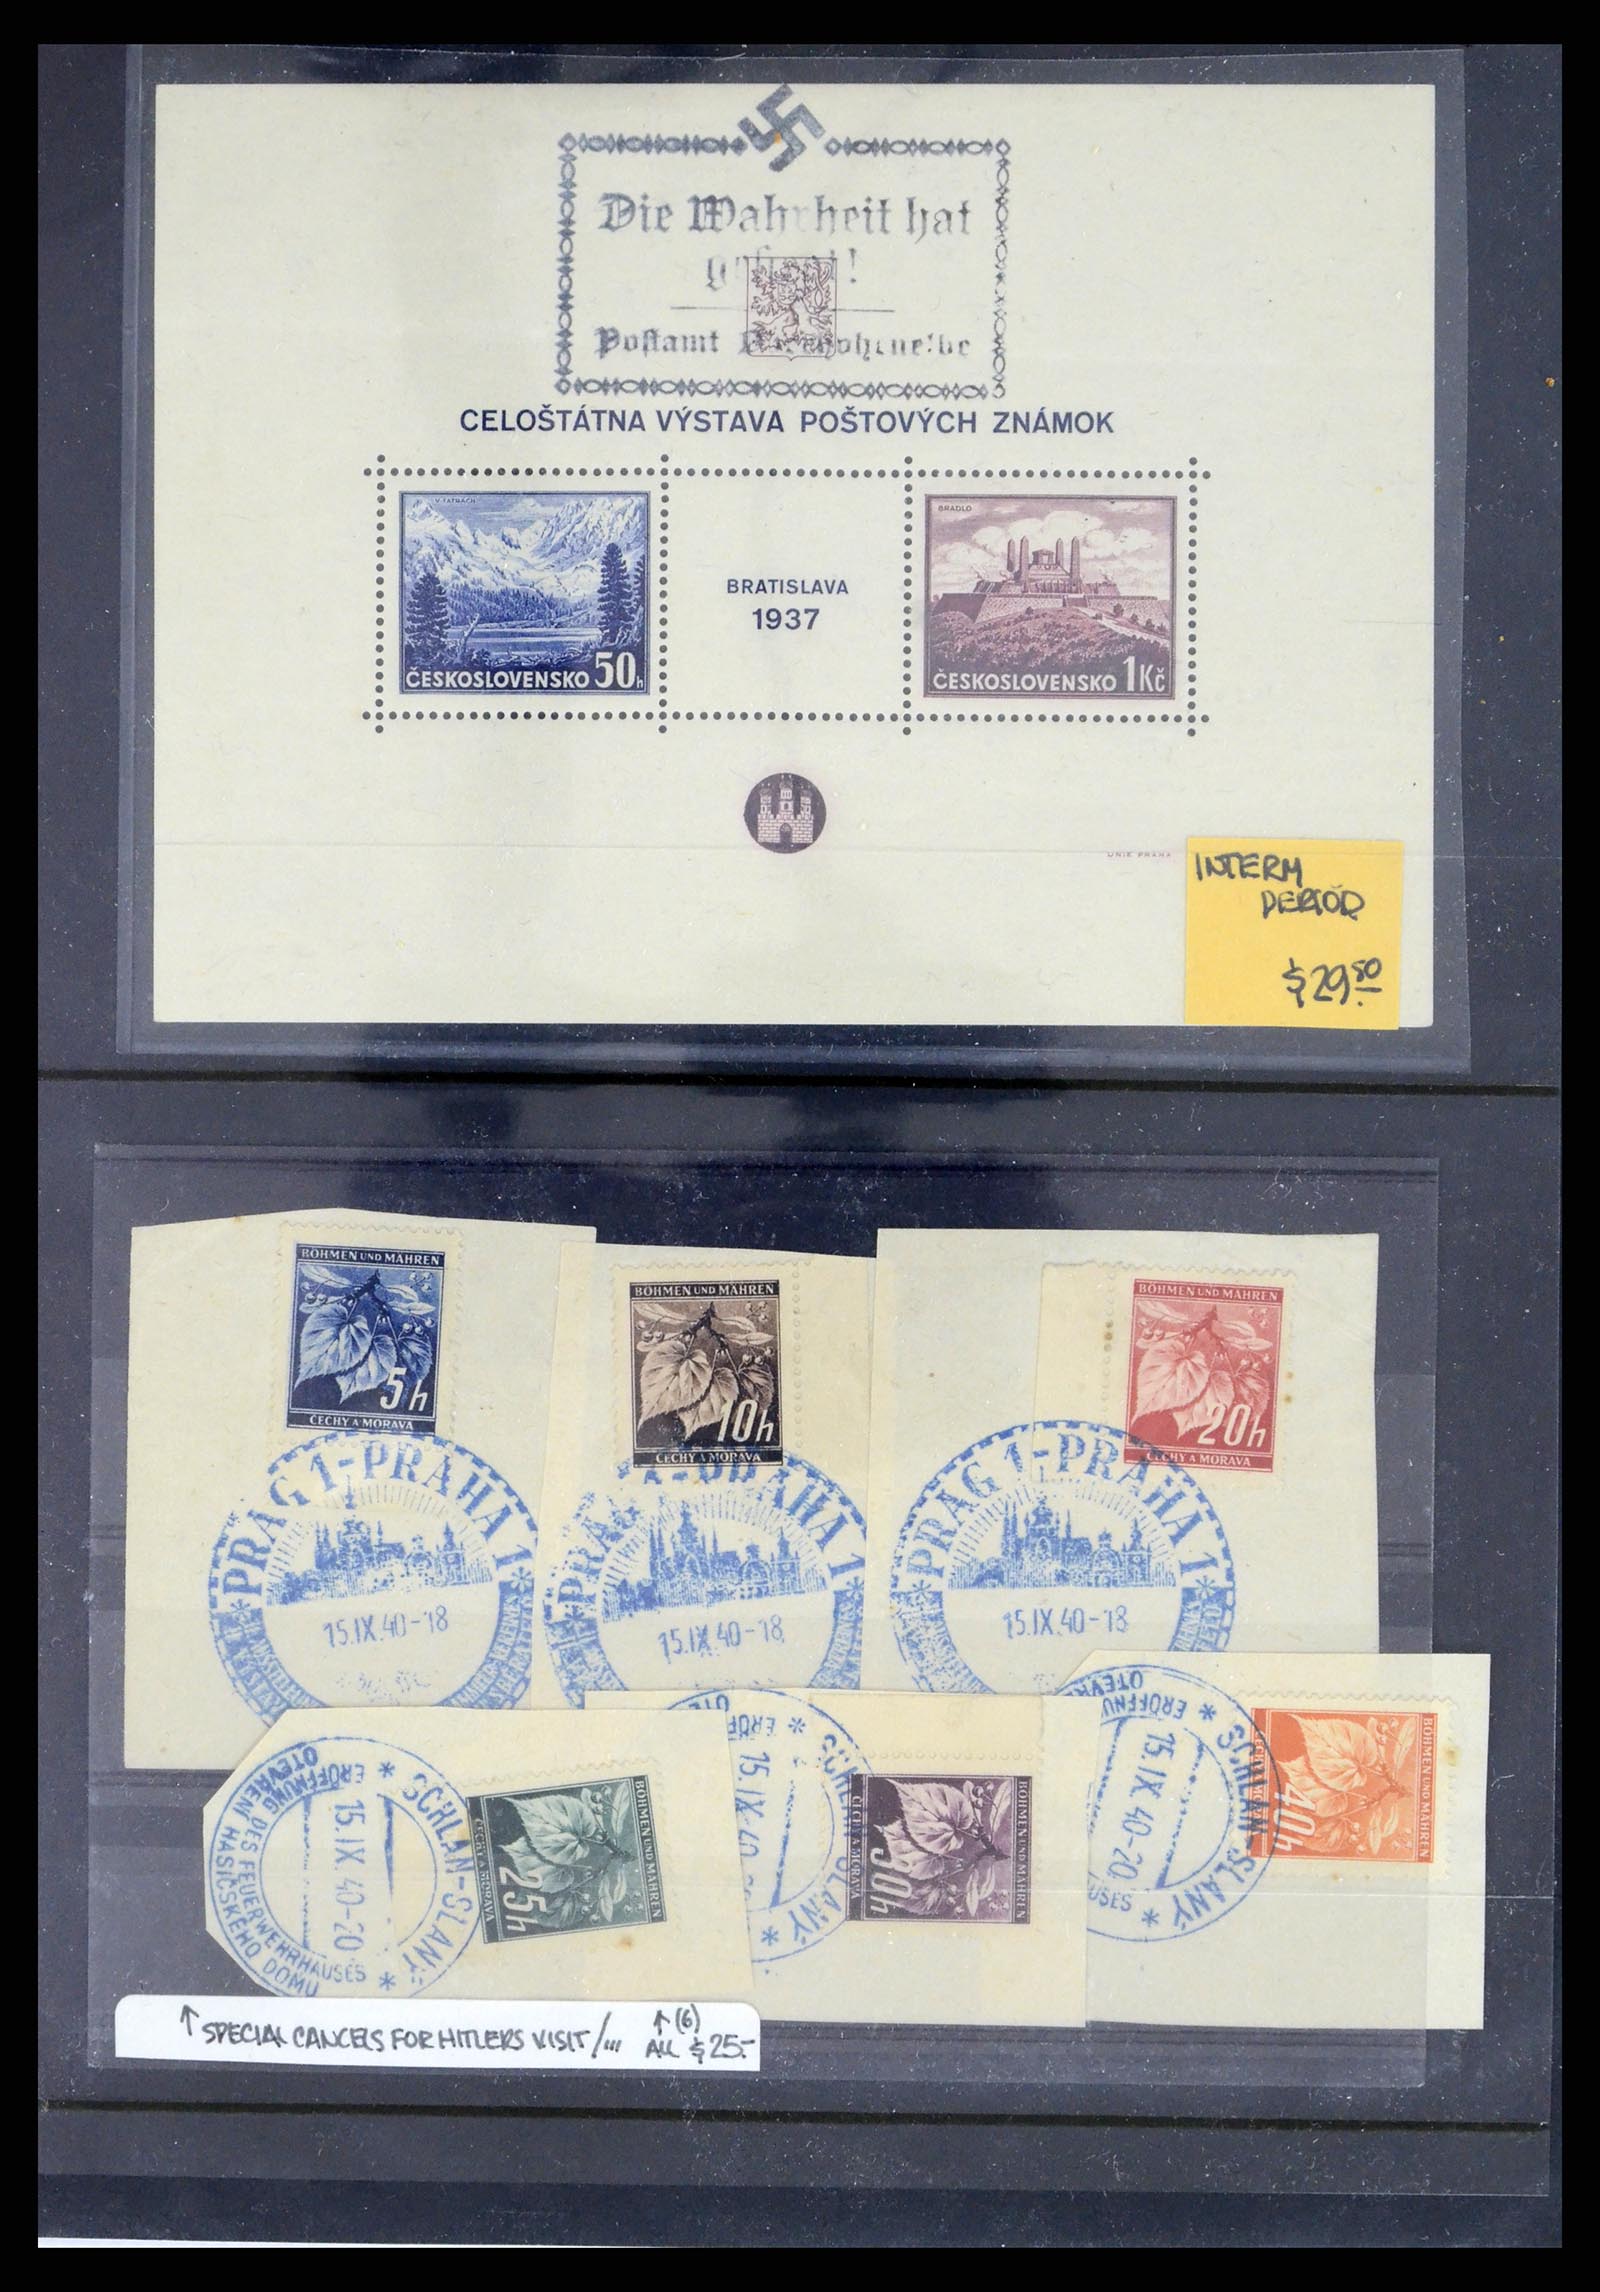 Die Wahrheit hat
Postamt
CELOŠTÁTNA VÝSTAVA POŠTOVÝCH ZNÁMOK
V TATRÁCH
ČESKOSLOVENSKO 50h
BRATISLAVA
1937
BRADLO
ČESKOSLOVENSKO 1Kč
UNIE PRAHA
INTERM
PERIOD
$29.50
BÖHMEN UND MÄHREN
5h
ČECHY A MORAVA
BÖHMEN UND MÄHREN
10h
ČECHY A MORAVA
BÖHMEN UND MÄHREN
20h
ČECHY A MORAVA
PRAG 1-PRAHA 1
15.IX.40-18
PRAHA 1
15.IX.40-18
PRAG 1-PRAHA 1
15.IX.40-18
* SCHLAN-SLANÝ *
ERÖFFNUNG DES FEUERWEHRHAUSES
OTEVŘENÍ HASIČSKÉHO DOMU
15.IX.40-20
BÖHMEN UND MÄHREN
25h
ČECHY A MORAVA
15.IX.40
BÖHMEN UND MÄHREN
30h
ČECHY A MORAVA
* SCHLAN-SLANÝ *
15.IX.40-20
BÖHMEN UND MÄHREN
40h
↑ SPECIAL CANCELS FOR HITLERS VISIT/... ↑ (6)
ALL $25.-